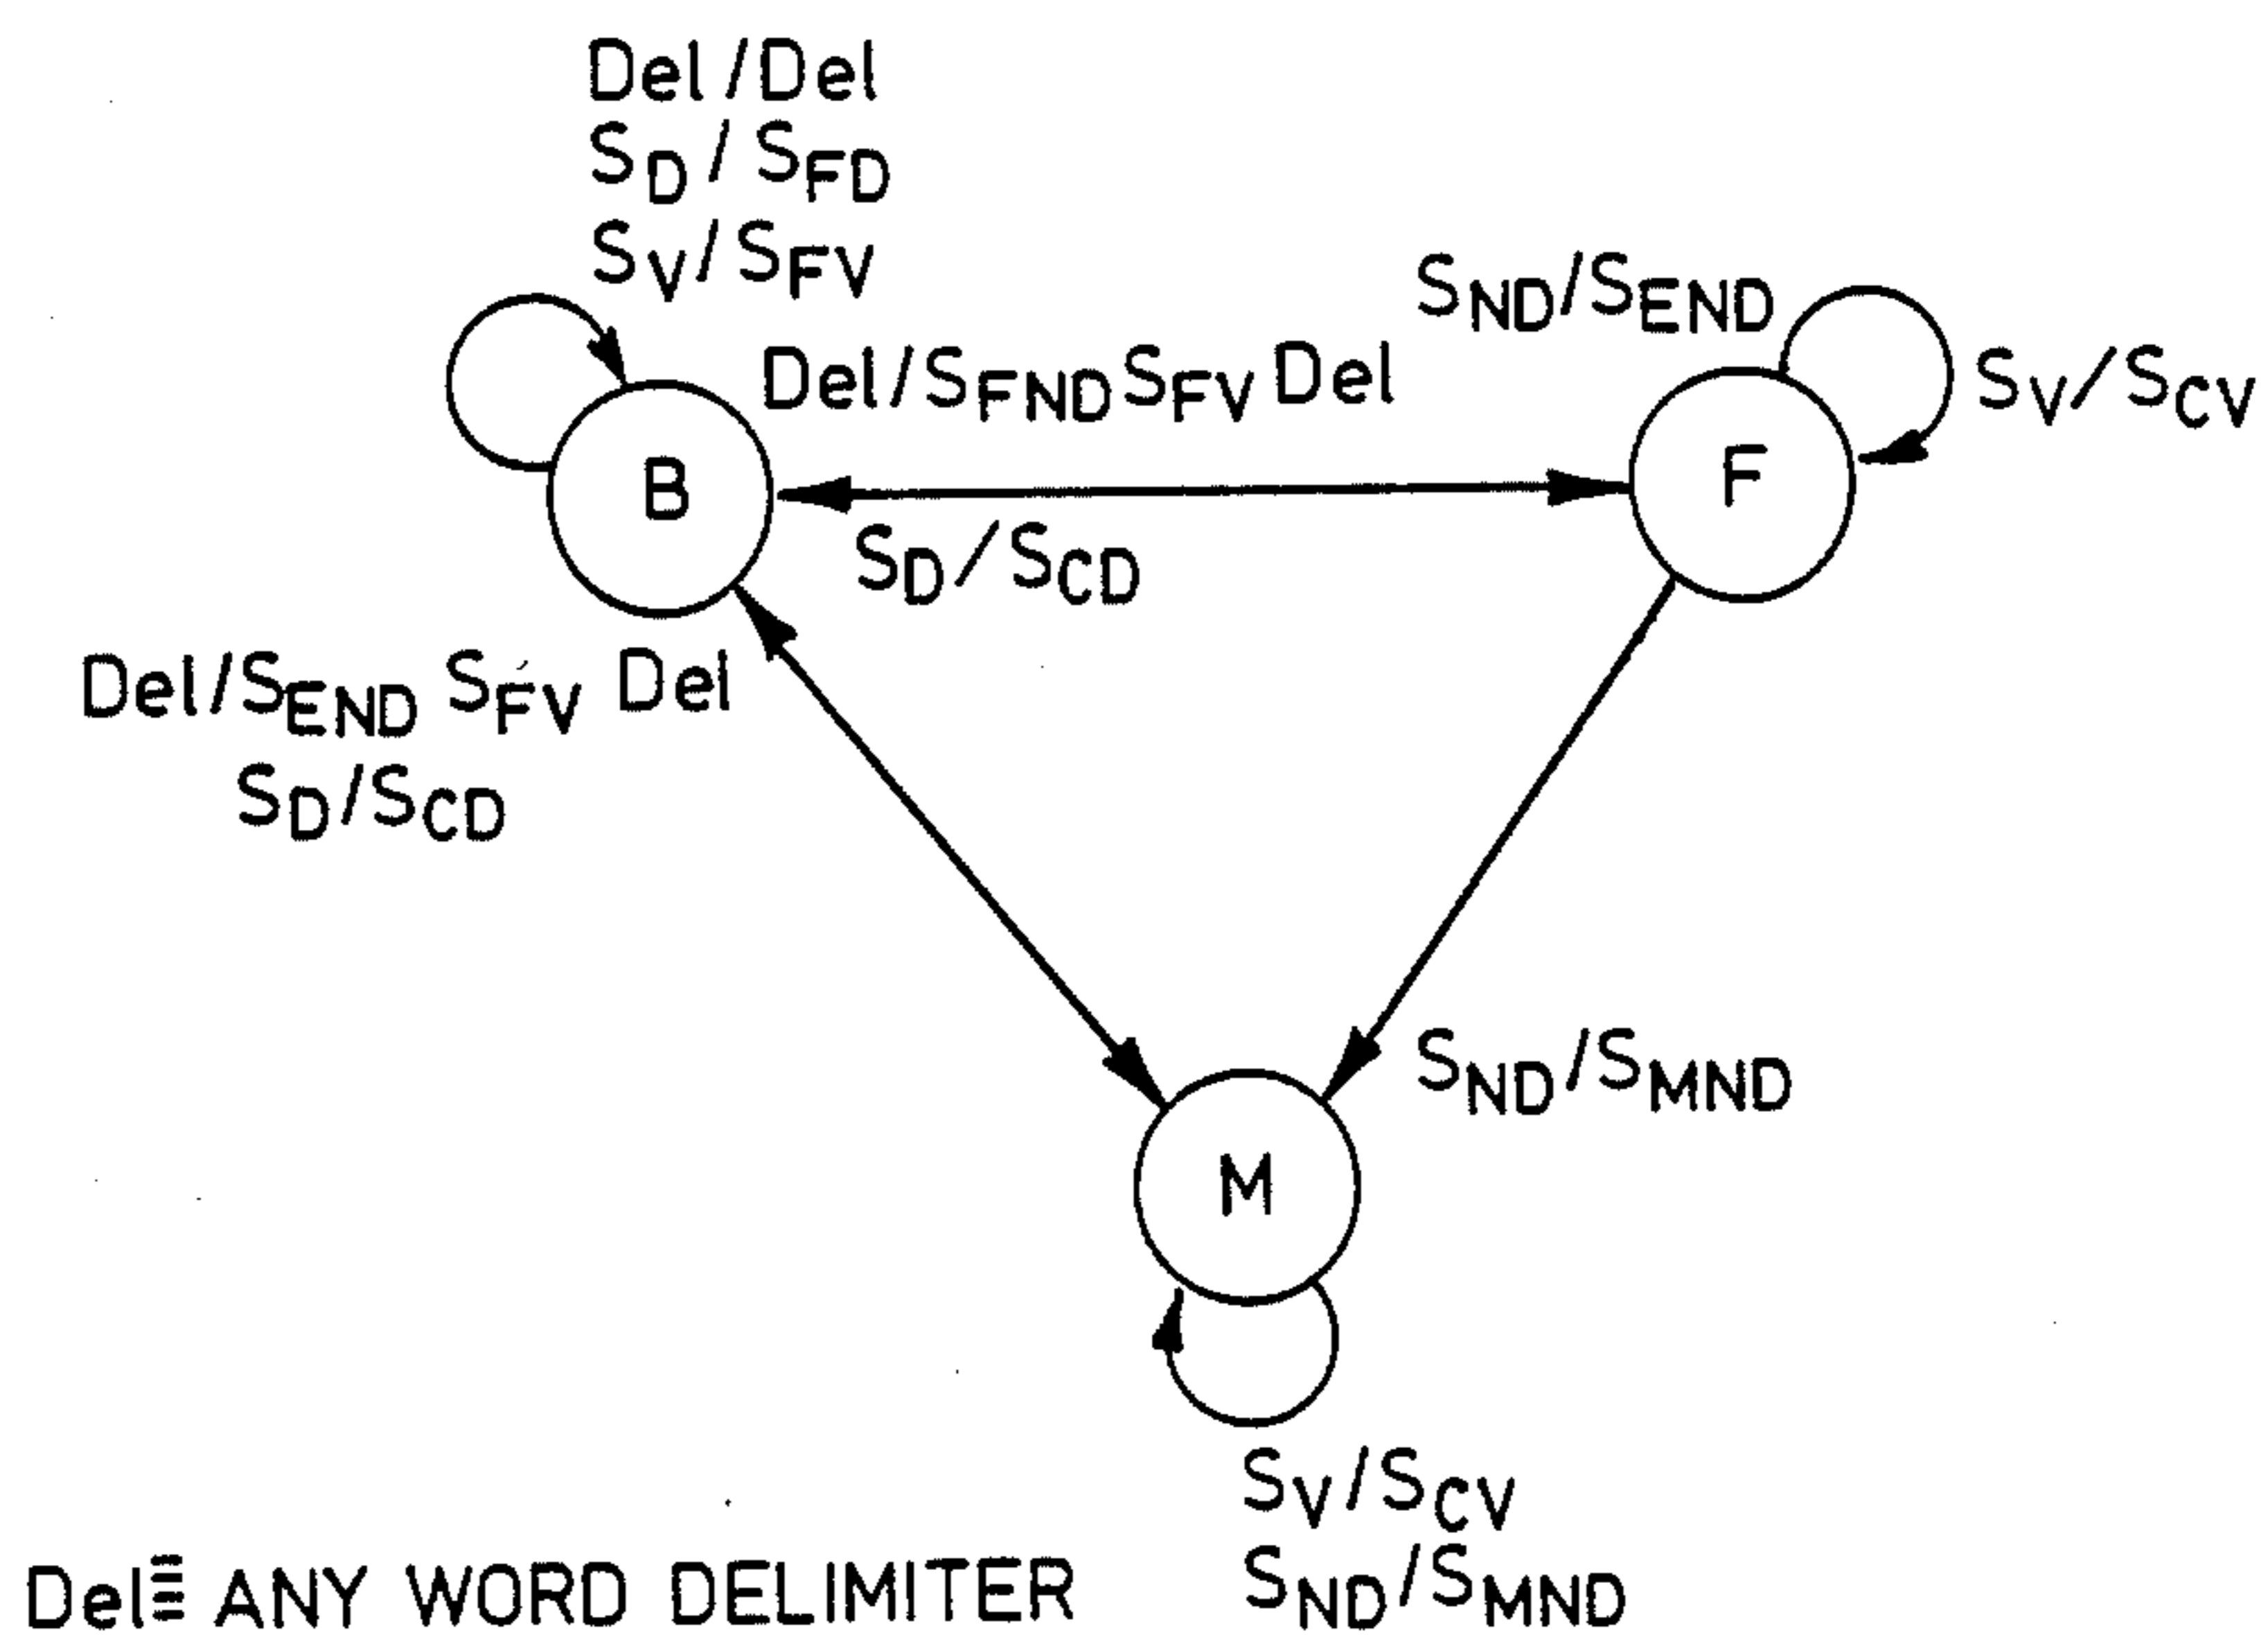 Del/Del
SD/SFD
SV/SFV
SND/SEND
SV/SCV
Del/SFNDSFV Del
B
F
SD/SCD
Del/SEND SFV Del
SD/SCD
SND/SMND
M
SV/SCV
SND/SMND
Del≡ ANY WORD DELIMITER